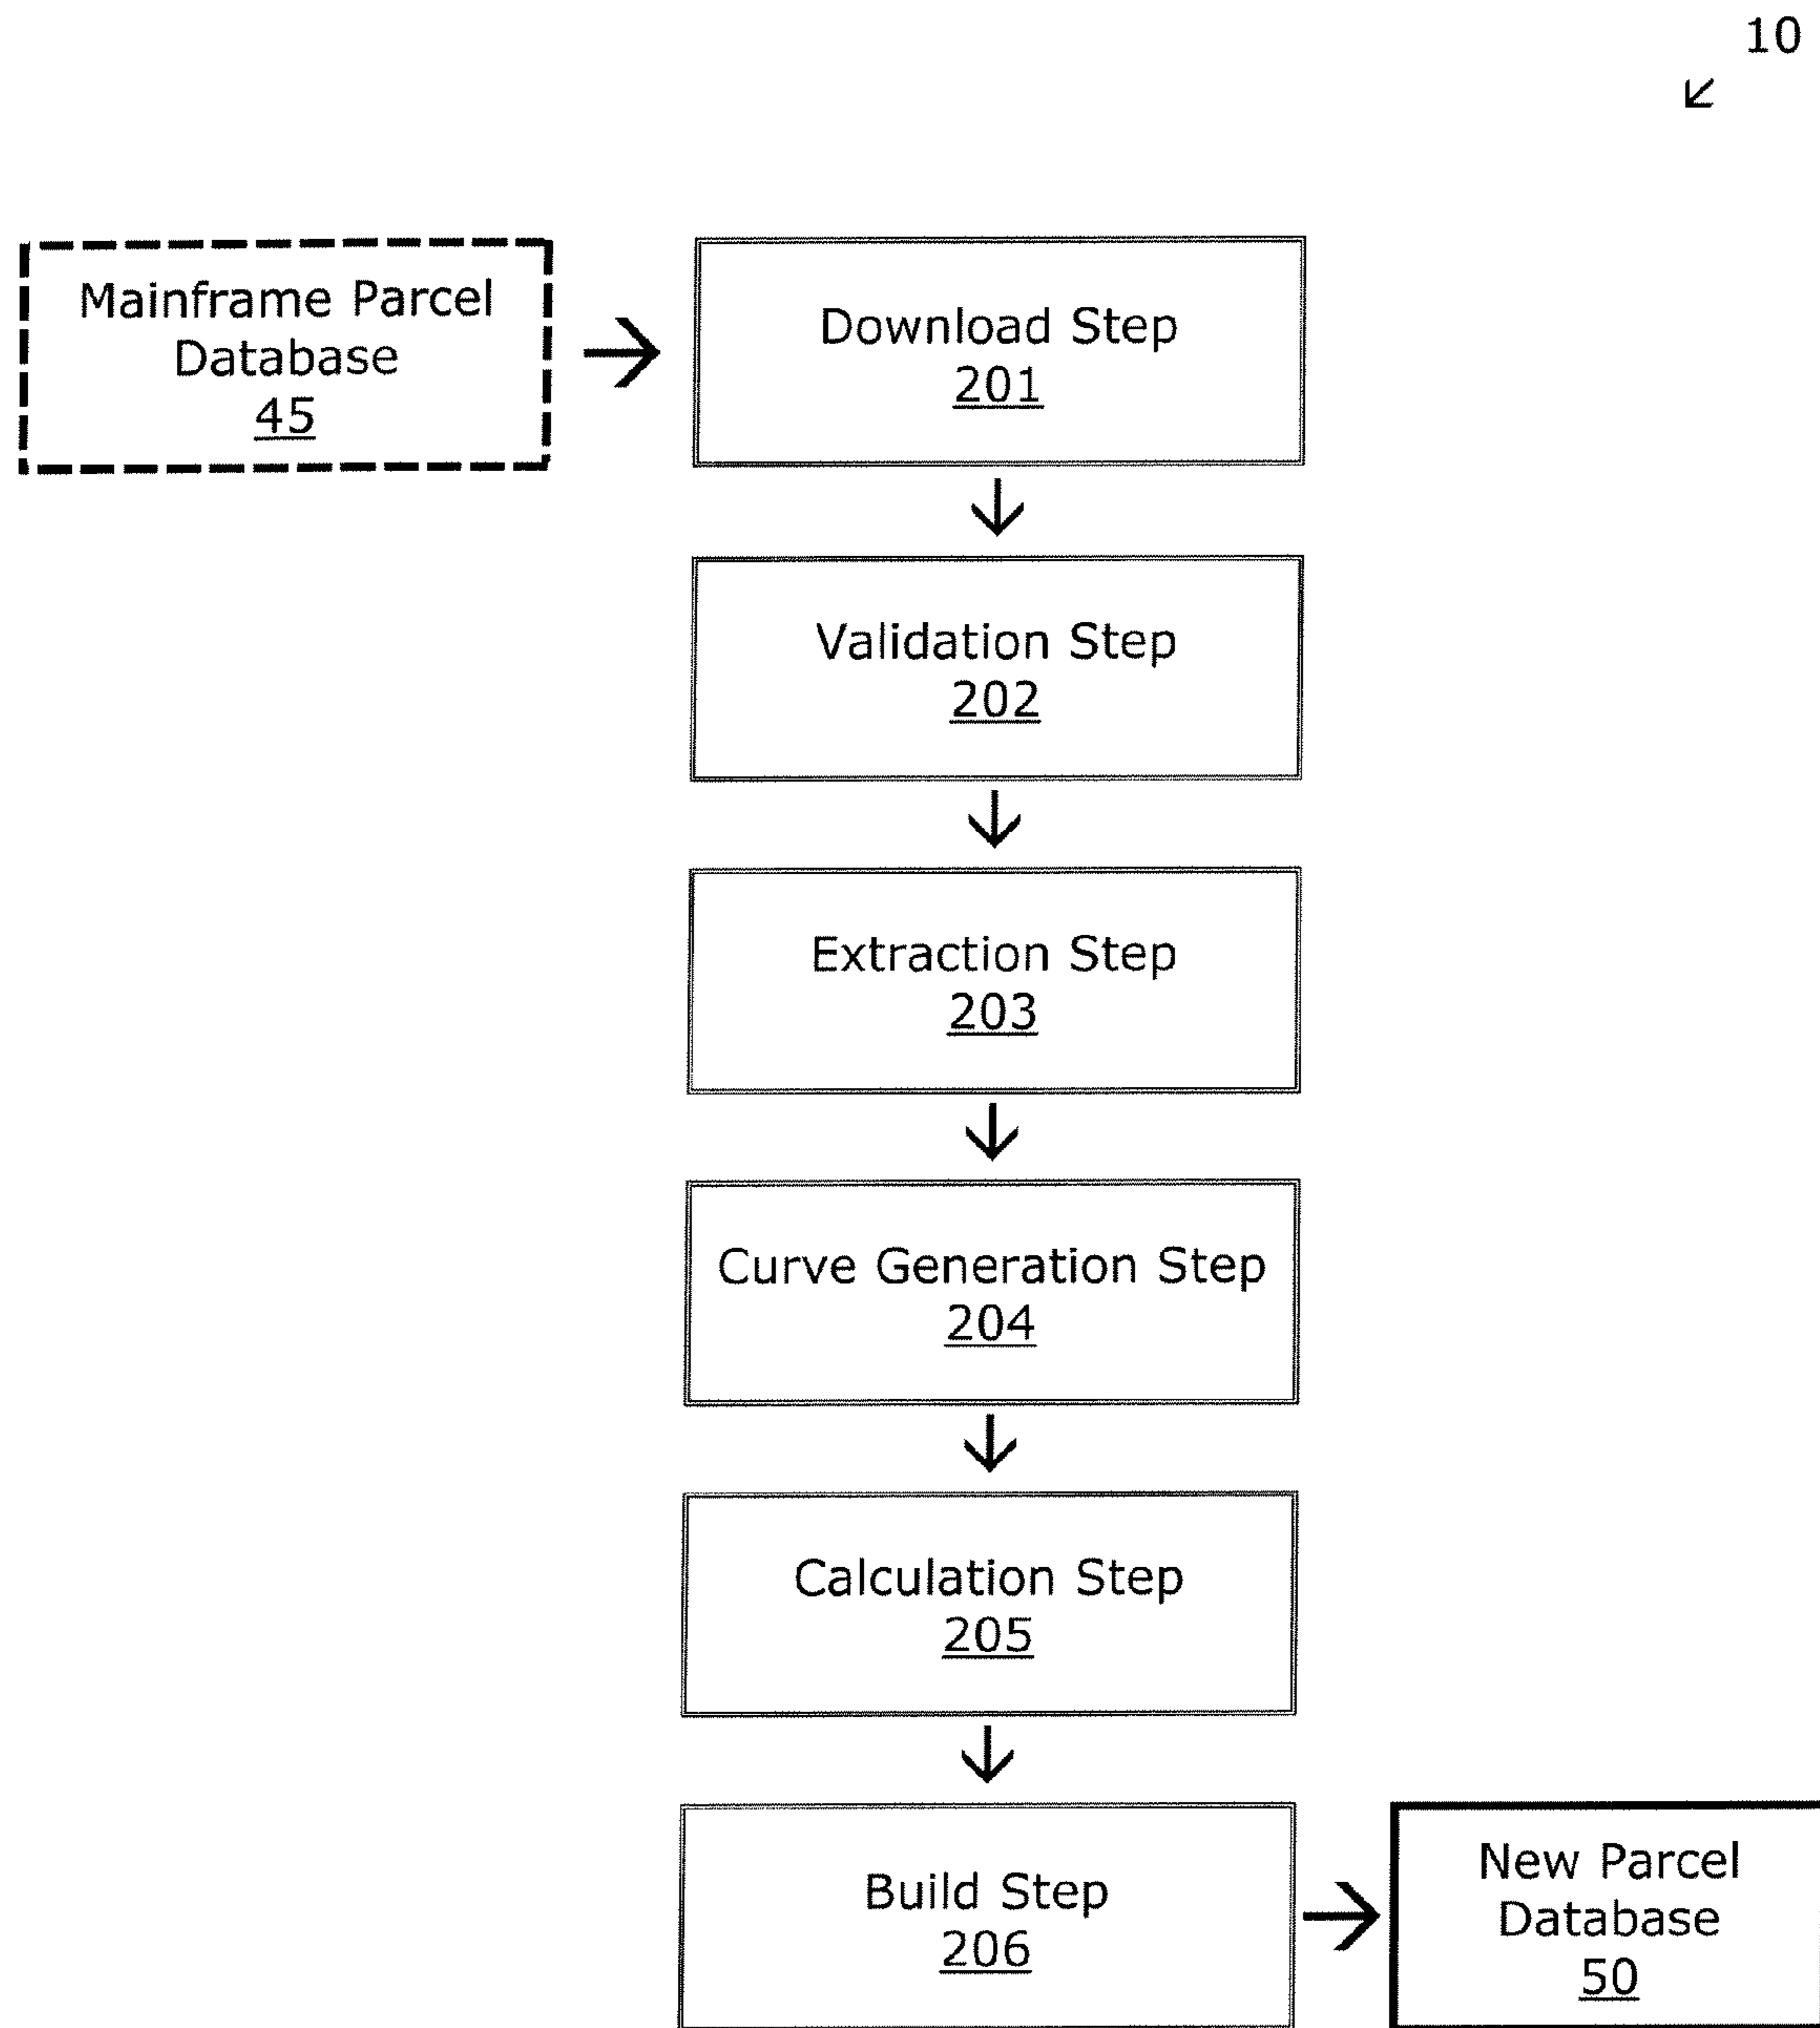 10
Mainframe Parcel
Database
45
Download Step
201
Validation Step
202
Extraction Step
203
Curve Generation Step
204
Calculation Step
205
Build Step
206
New Parcel
Database
50